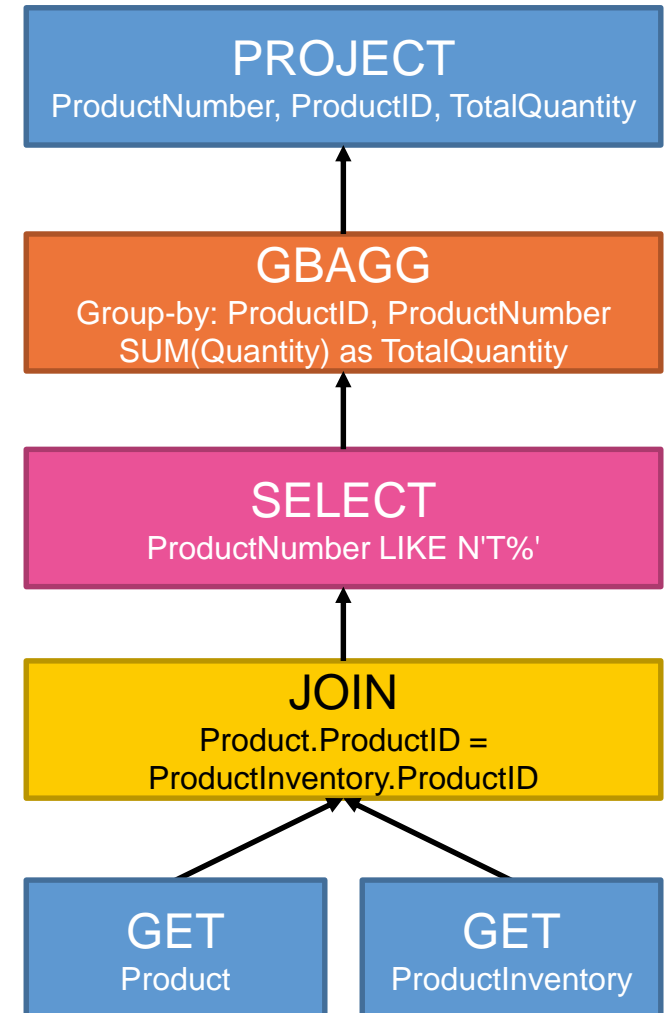 PROJECT
ProductNumber, ProductID, TotalQuantity
GBAGG
Group-by: ProductID, ProductNumber
SUM(Quantity) as TotalQuantity
SELECT
ProductNumber LIKE N'T%'
JOIN
Product.ProductID =
ProductInventory.ProductID
GET
Product
GET
ProductInventory